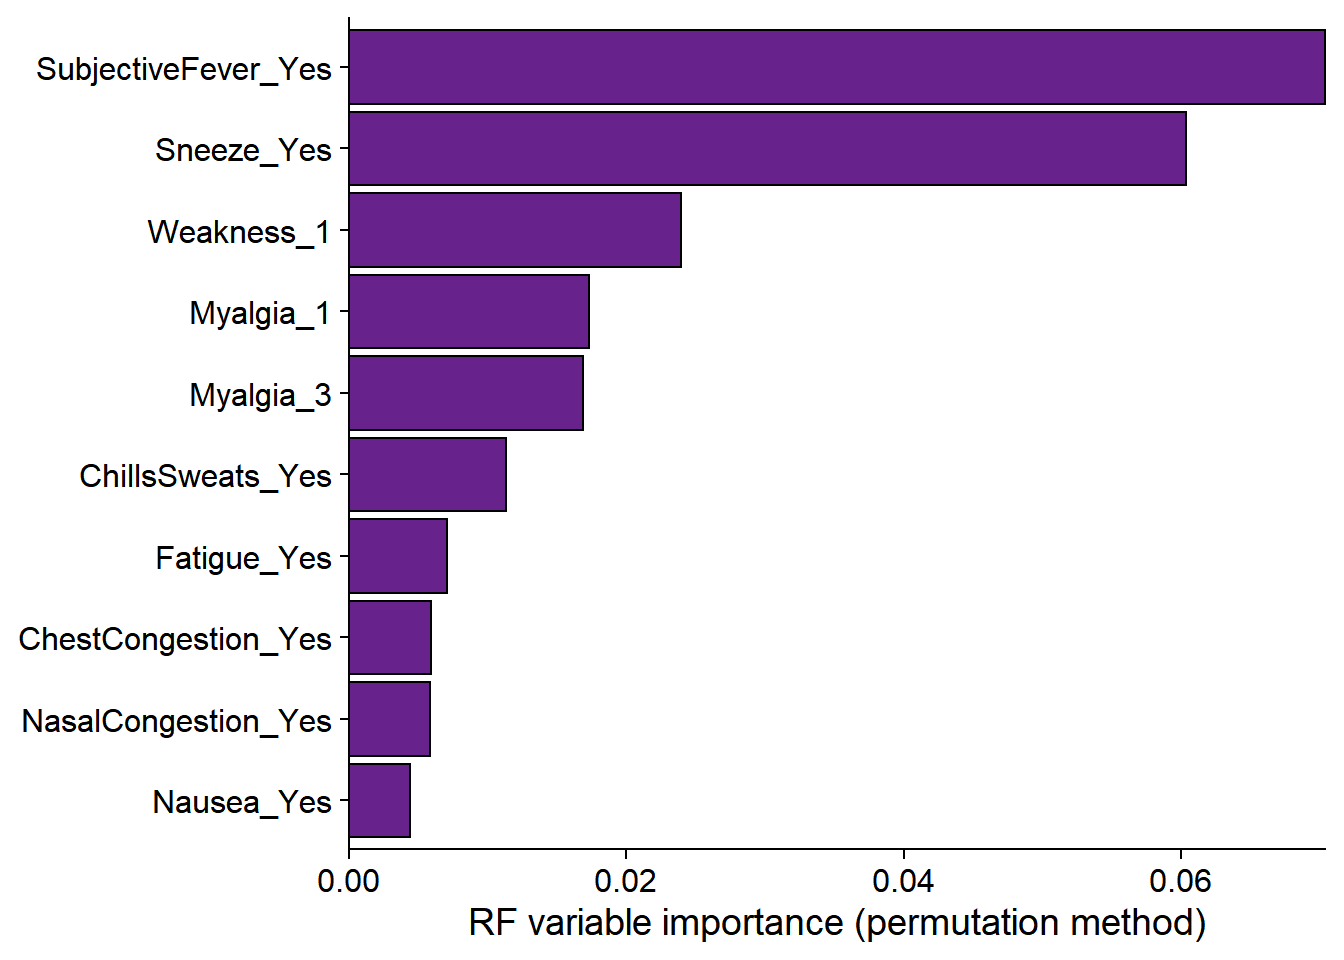 SubjectiveFever_Yes
Sneeze_Yes
Weakness_1
Myalgia_1
Myalgia_3
ChillsSweats_Yes
Fatigue_Yes
ChestCongestion_Yes
NasalCongestion_Yes
Nausea_Yes
0.00 0.02 0.04 0.06
RF variable importance (permutation method)